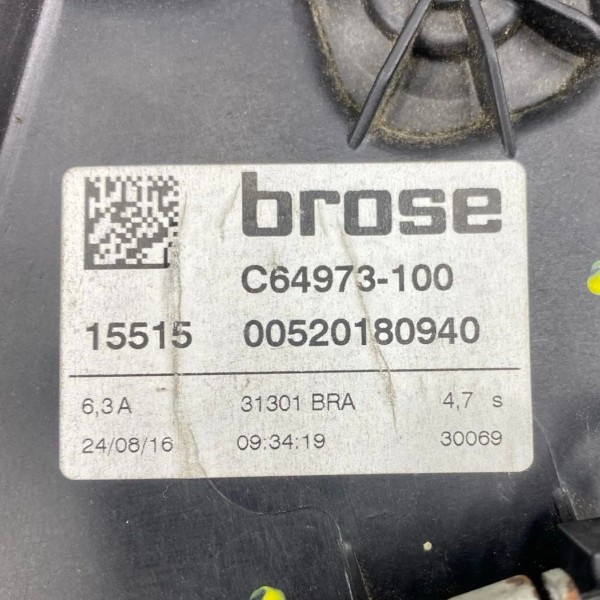 brose
C64973-100
15515 00520180940
6,3 A 31301 BRA 4,7 s
24/08/16 09:34:19 30069